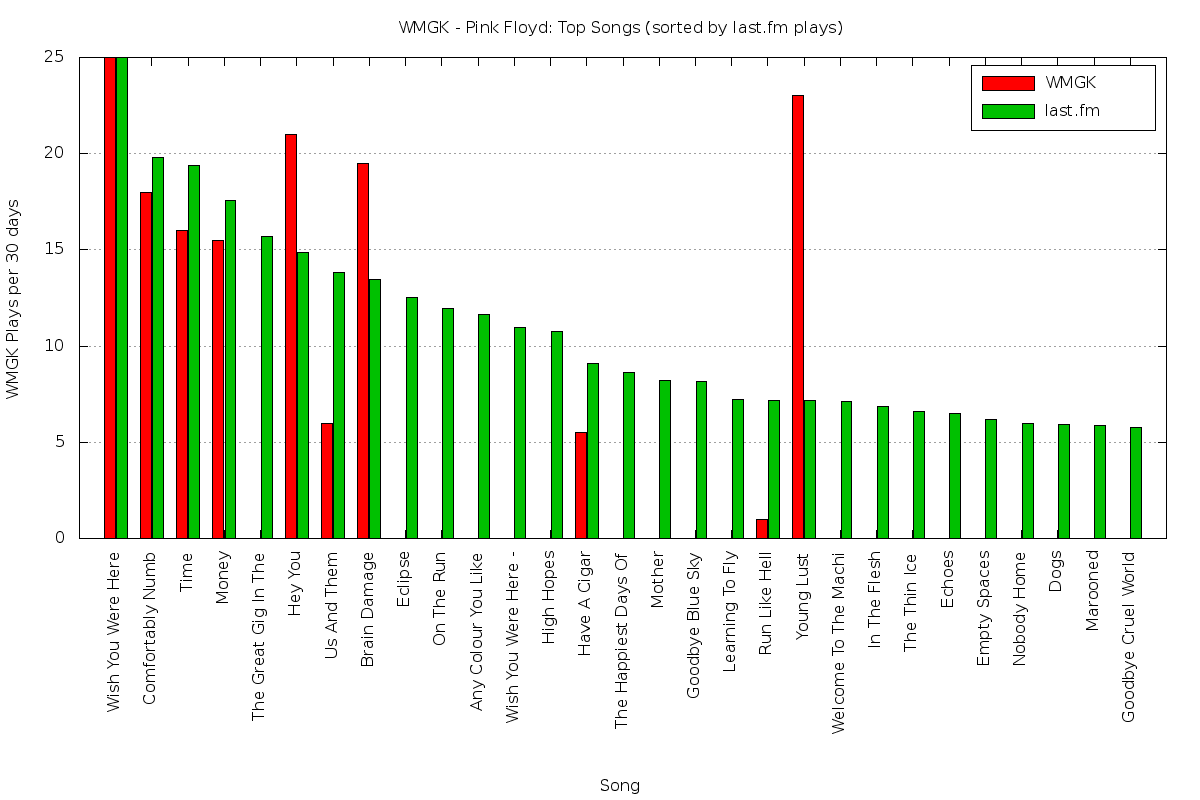 WMGK - Pink Floyd: Top Songs (sorted by last.fm plays)
25
20
15
10
5
0
WMGK Plays per 30 days
WMGK
last.fm
Wish You Were Here
Comfortably Numb
Time
Money
The Great Gig In The
Hey You
Us And Them
Brain Damage
Eclipse
On The Run
Any Colour You Like
Wish You Were Here -
High Hopes
Have A Cigar
The Happiest Days Of
Mother
Goodbye Blue Sky
Learning To Fly
Run Like Hell
Young Lust
Welcome To The Machi
In The Flesh
The Thin Ice
Echoes
Empty Spaces
Nobody Home
Dogs
Marooned
Goodbye Cruel World
Song